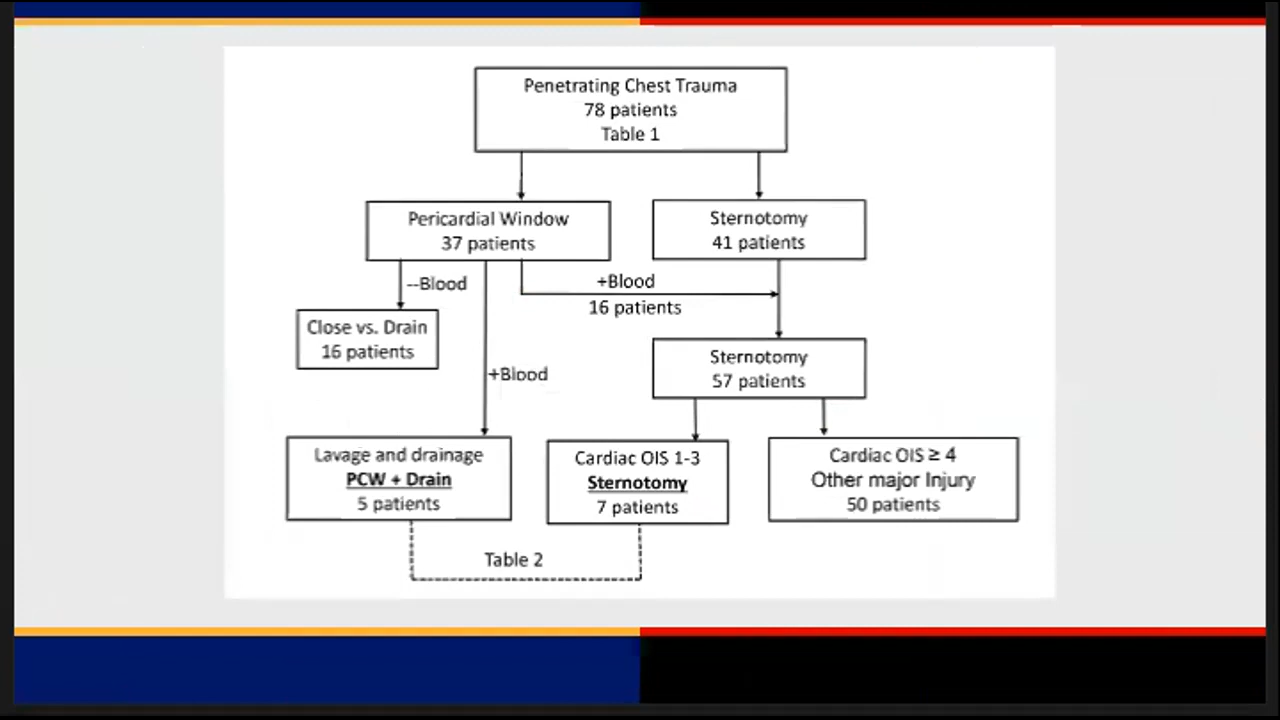 Penetrating Chest Trauma
78 patients
Table 1
Pericardial Window
37 patients
Sternotomy
41 patients
--Blood
+Blood
16 patients
Close vs. Drain
16 patients
+Blood
Sternotomy
57 patients
Lavage and drainage
PCW + Drain
5 patients
Cardiac OIS 1-3
Sternotomy
7 patients
Cardiac OIS ≥ 4
Other major Injury
50 patients
Table 2